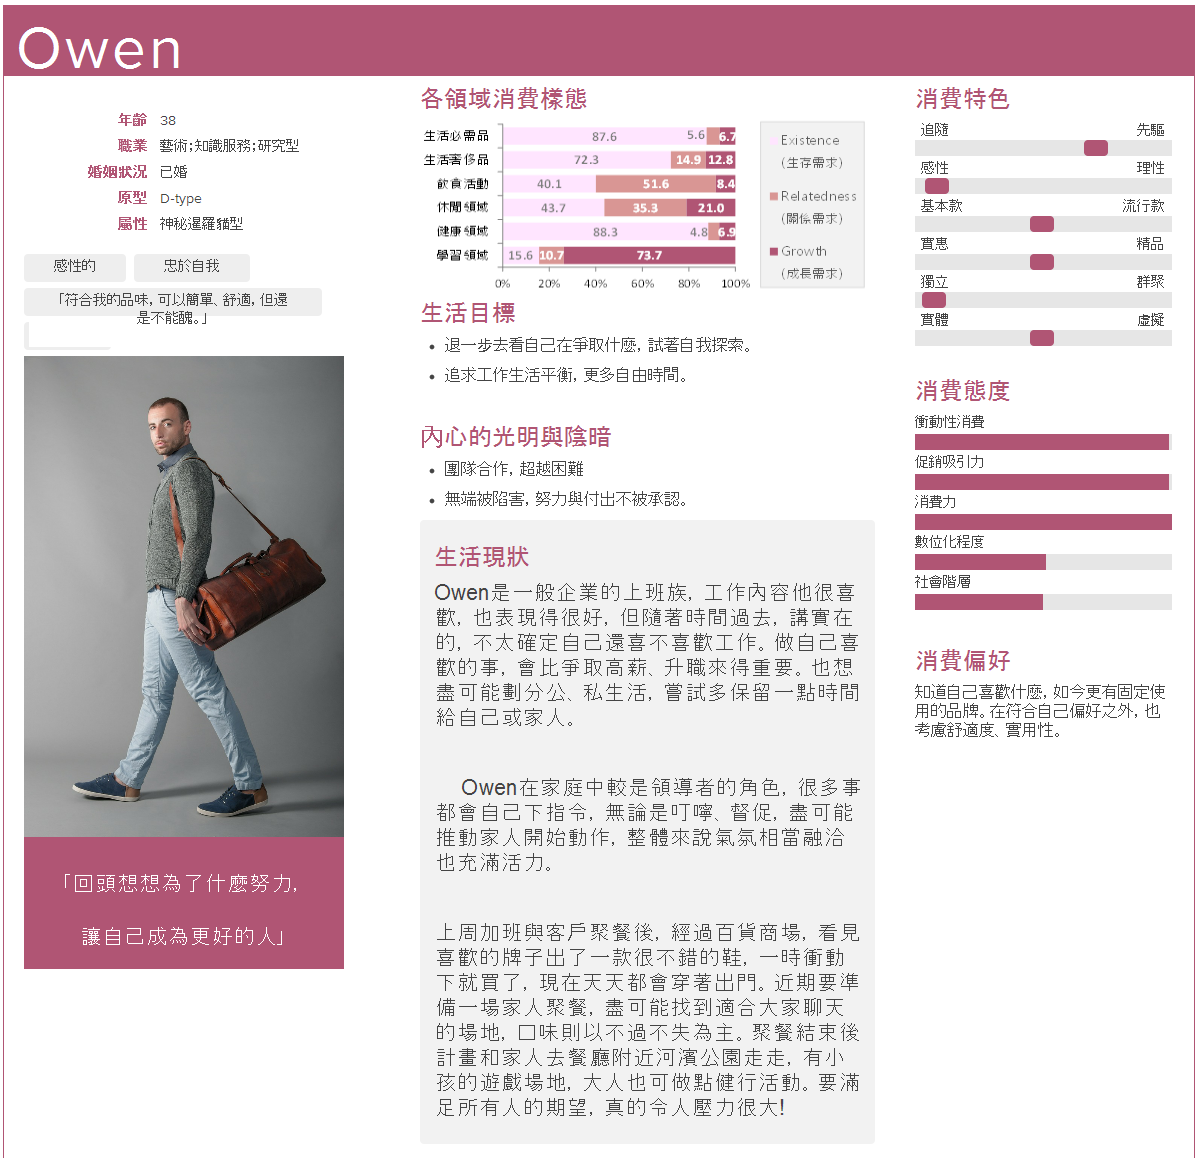 Owen
年齡 38
職業 藝術;知識服務;研究型
婚姻狀況 已婚
原型 D-type
屬性 神秘暹羅貓型
感性的 忠於自我
「符合我的品味, 可以簡單、舒適, 但還
是不能醜。」
「回頭想想為了什麼努力,
讓自己成為更好的人」
各領域消費樣態
生活必需品 87.6 5.6 6.7
生活奢侈品 72.3 14.9 12.8
飲食活動 40.1 51.6 8.4
休閒領域 43.7 35.3 21.0
健康領域 88.3 4.8 6.9
學習領域 15.6 10.7 73.7
0% 20% 40% 60% 80% 100%
Existence
(生存需求)
Relatedness
(關係需求)
Growth
(成長需求)
生活目標
• 退一步去看自己在爭取什麼, 試著自我探索。
• 追求工作生活平衡, 更多自由時間。
內心的光明與陰暗
• 團隊合作, 超越困難
• 無端被陷害, 努力與付出不被承認。
生活現狀
Owen是一般企業的上班族, 工作內容他很喜
歡, 也表現得很好, 但隨著時間過去, 講實在
的, 不太確定自己還喜不喜歡工作。做自己喜
歡的事, 會比爭取高薪、升職來得重要。也想
盡可能劃分公、私生活, 嘗試多保留一點時間
給自己或家人。
Owen在家庭中較是領導者的角色, 很多事
都會自己下指令, 無論是叮嚀、督促, 盡可能
推動家人開始動作, 整體來說氣氛相當融洽
也充滿活力。
上周加班與客戶聚餐後, 經過百貨商場, 看見
喜歡的牌子出了一款很不錯的鞋, 一時衝動
下就買了, 現在天天都會穿著出門。近期要準
備一場家人聚餐, 盡可能找到適合大家聊天
的場地, 口味則以不過不失為主。聚餐結束後
計畫和家人去餐廳附近河濱公園走走, 有小
孩的遊戲場地, 大人也可做點健行活動。要滿
足所有人的期望, 真的令人壓力很大!
消費特色
追隨 先驅
感性 理性
基本款 流行款
實惠 精品
獨立 群聚
實體 虛擬
消費態度
衝動性消費
促銷吸引力
消費力
數位化程度
社會階層
消費偏好
知道自己喜歡什麼, 如今更有固定使
用的品牌。在符合自己偏好之外, 也
考慮舒適度、實用性。